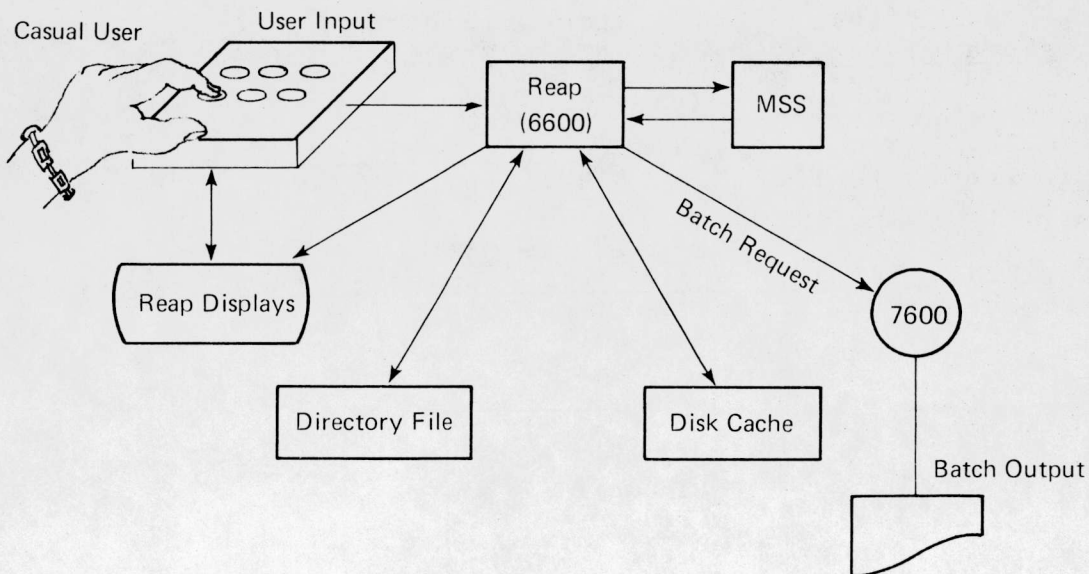 Casual User
User Input
Reap
(6600)
MSS
Batch Request
Reap Displays
7600
Directory File
Disk Cache
Batch Output